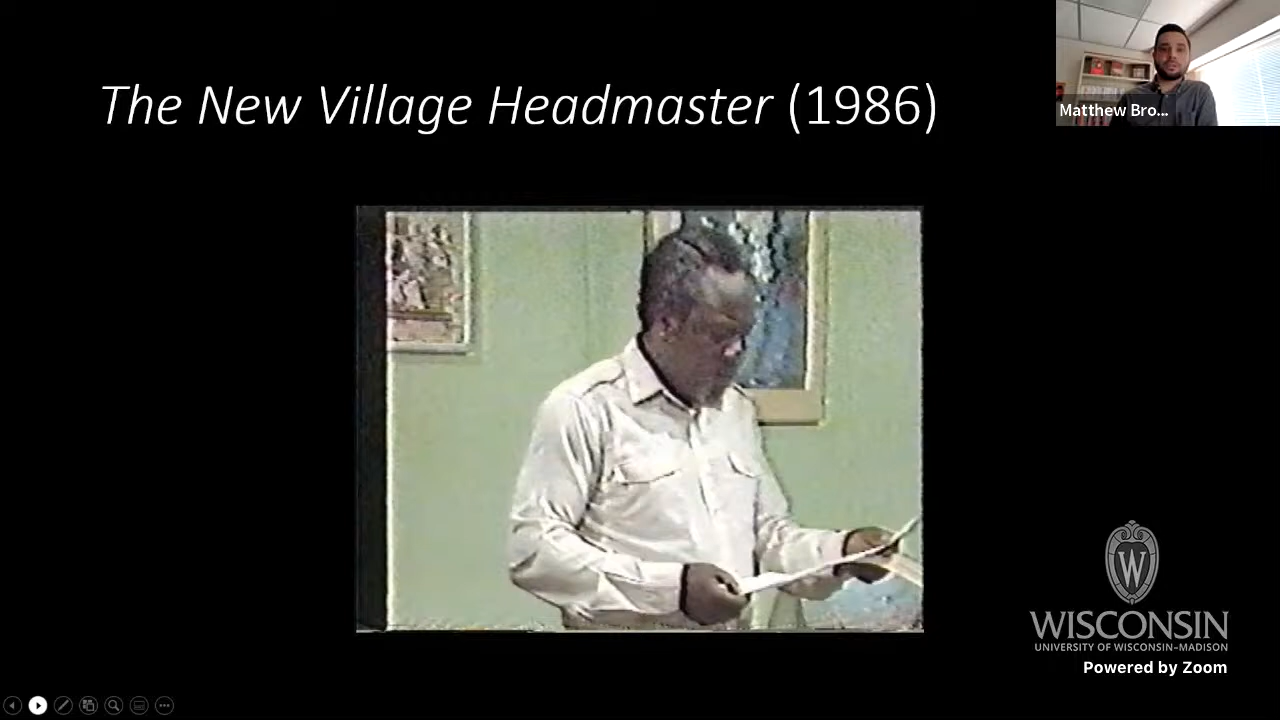 The New Village Headmaster (1986)
Matthew Bro...
W
WISCONSIN
UNIVERSITY OF WISCONSIN–MADISON
Powered by Zoom